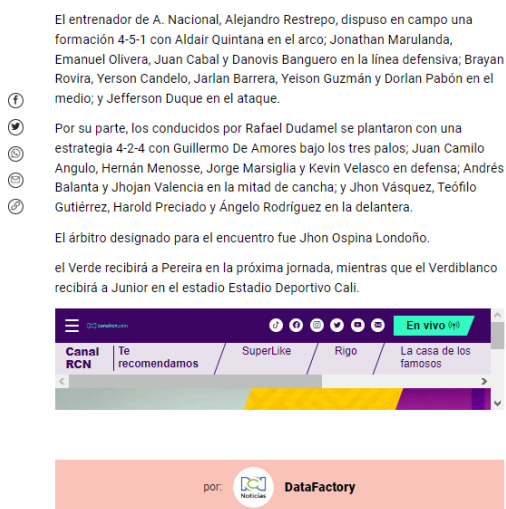 El entrenador de A. Nacional, Alejandro Restrepo, dispuso en campo una
formación 4-5-1 con Aldair Quintana en el arco; Jonathan Marulanda,
Emanuel Olivera, Juan Cabal y Danovis Banguero en la línea defensiva; Brayan
Rovira, Yerson Candelo, Jarlan Barrera, Yeison Guzmán y Dorlan Pabón en el
medio; y Jefferson Duque en el ataque.
Por su parte, los conducidos por Rafael Dudamel se plantaron con una
estrategia 4-2-4 con Guillermo De Amores bajo los tres palos; Juan Camilo
Angulo, Hernán Menosse, Jorge Marsiglia y Kevin Velasco en defensa; Andrés
Balanta y Jhojan Valencia en la mitad de cancha; y Jhon Vásquez, Teófilo
Gutiérrez, Harold Preciado y Ángelo Rodríguez en la delantera.
El árbitro designado para el encuentro fue Jhon Ospina Londoño.
el Verde recibirá a Pereira en la próxima jornada, mientras que el Verdiblanco
recibirá a Junior en el estadio Estadio Deportivo Cali.
canalrcn.com En vivo
Canal RCN Te recomendamos SuperLike Rigo La casa de los famosos
por: RCN Noticias DataFactory